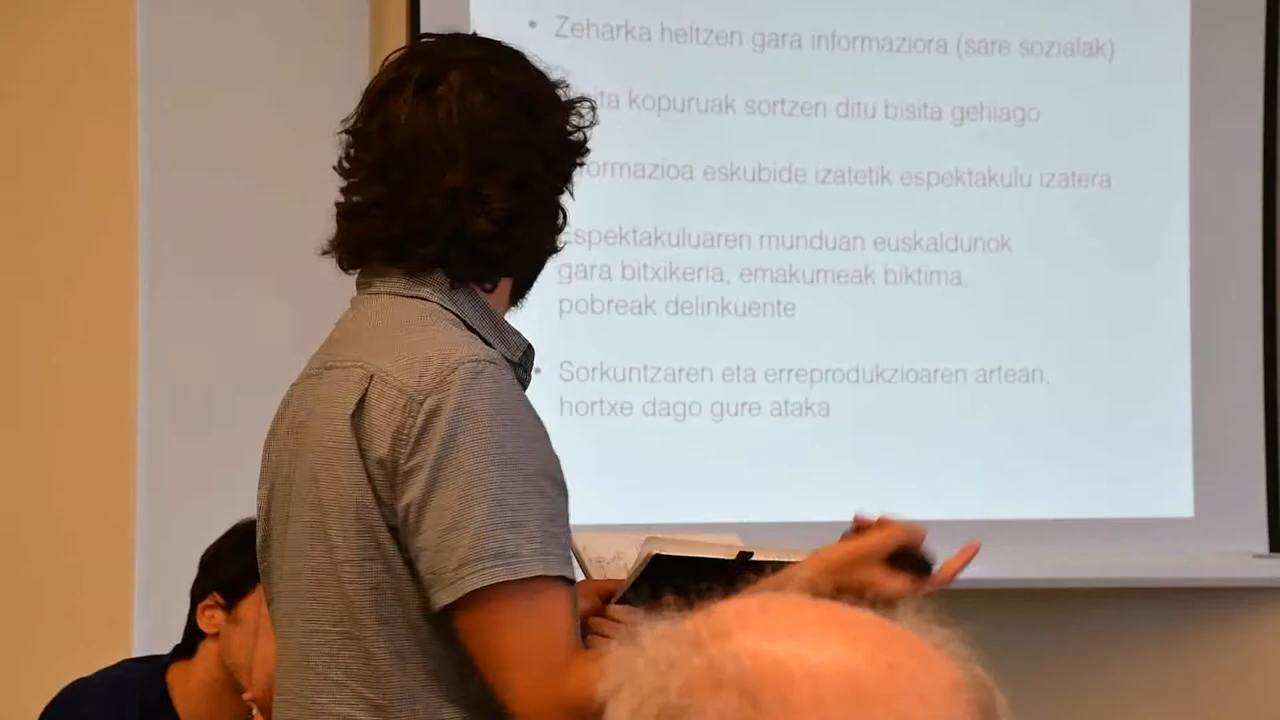 • Zeharka heltzen gara informaziora (sare sozialak)
kopuruak sortzen ditu bisita gehiago
eskubide izatetik espektakulu izatera
Espektakuluaren munduan euskaldunok
gara bitxikeria, emakumeak biktima,
pobreak delinkuente
• Sorkuntzaren eta erreprodukzioaren artean,
hortxe dago gure ataka